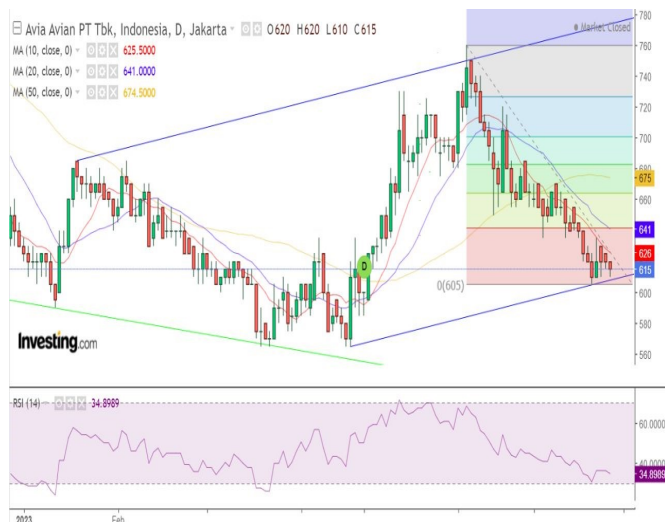 Avia Avian PT Tbk, Indonesia, D, Jakarta O620 H620 L610 C615
Market Closed
MA (10, close, 0) 625.5000
MA (20, close, 0) 641.0000
MA (50, close, 0) 674.5000
780
760
740
720
700
675
660
641
626
615
600
580
560
D
0(605)
Investing.com
RSI (14) 34.8989
60.0000
40.0000
34.8989
2023 Feb